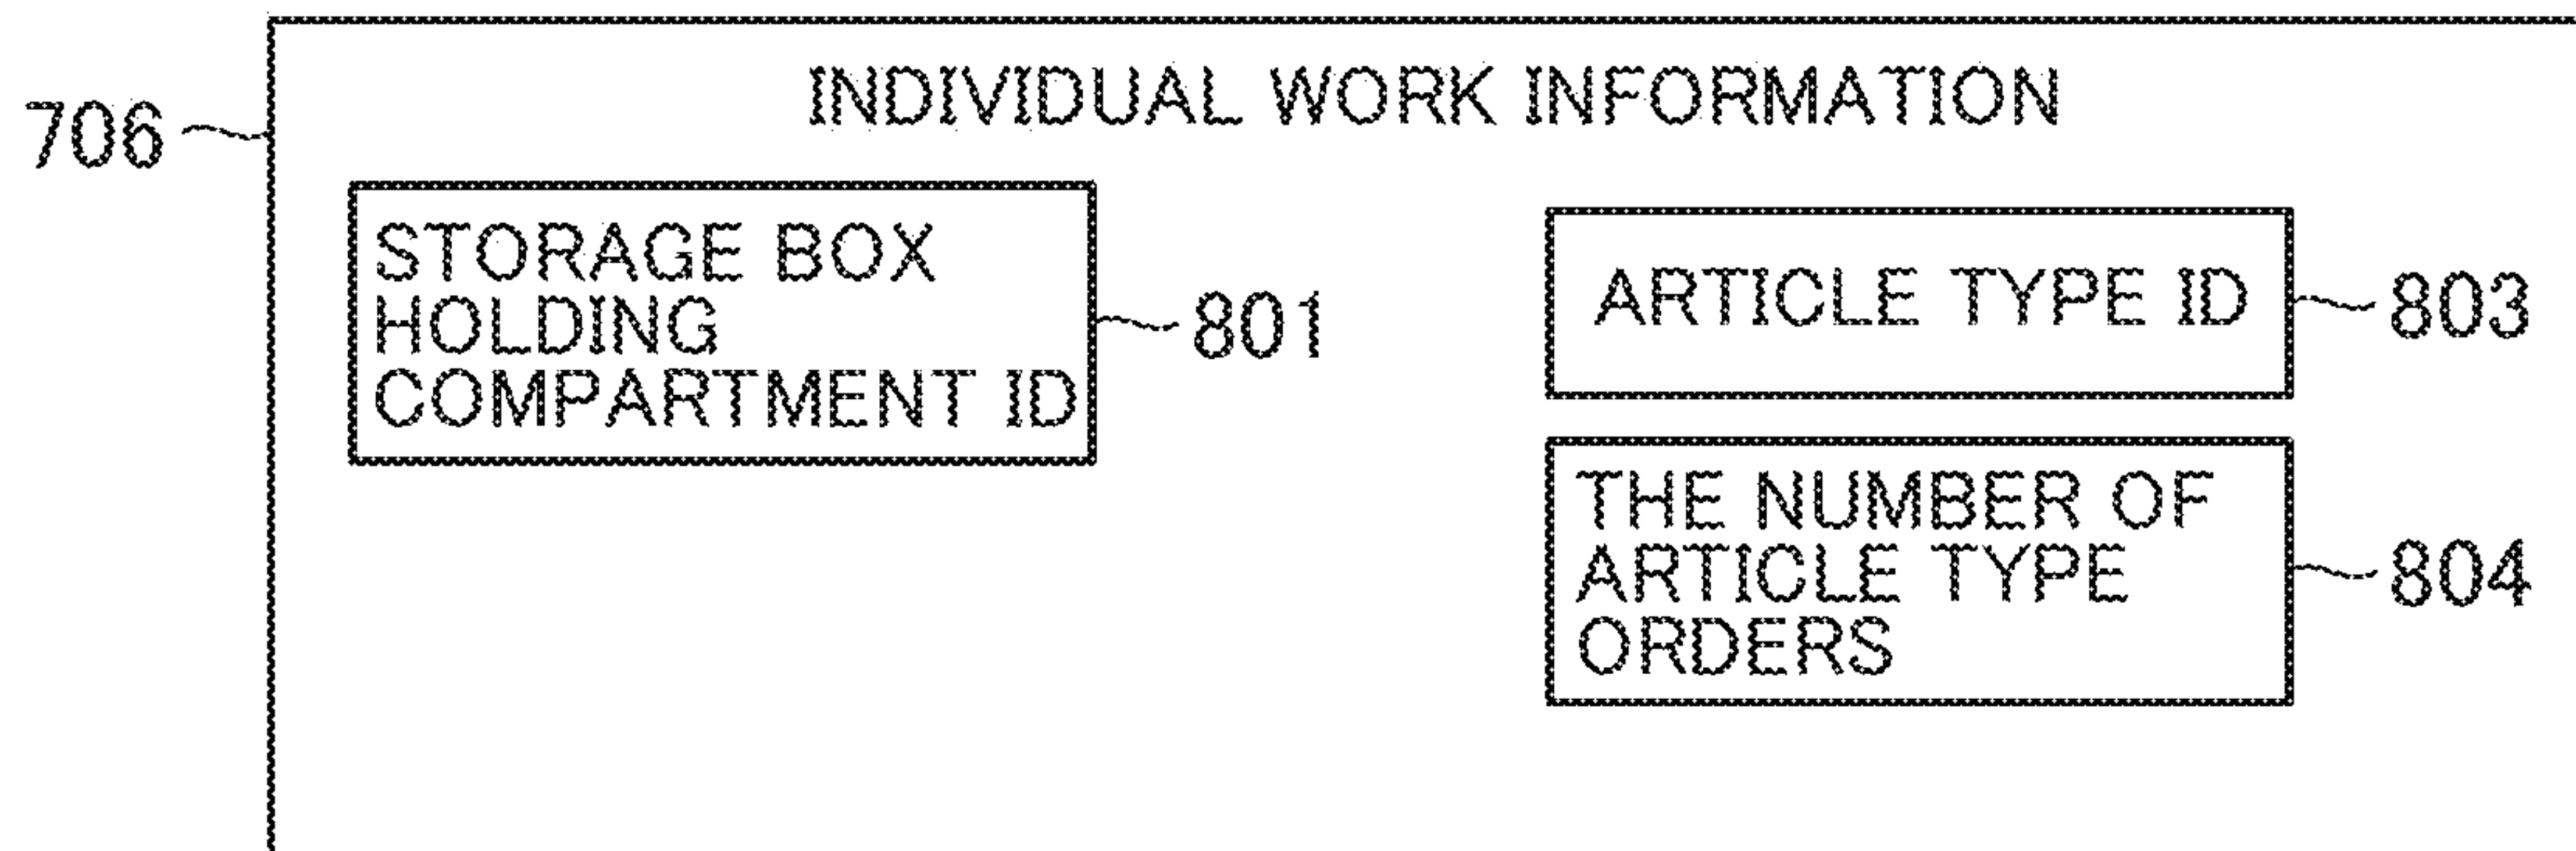 INDIVIDUAL WORK INFORMATION
706
STORAGE BOX
HOLDING
COMPARTMENT ID
801
ARTICLE TYPE ID
803
THE NUMBER OF
ARTICLE TYPE
ORDERS
804